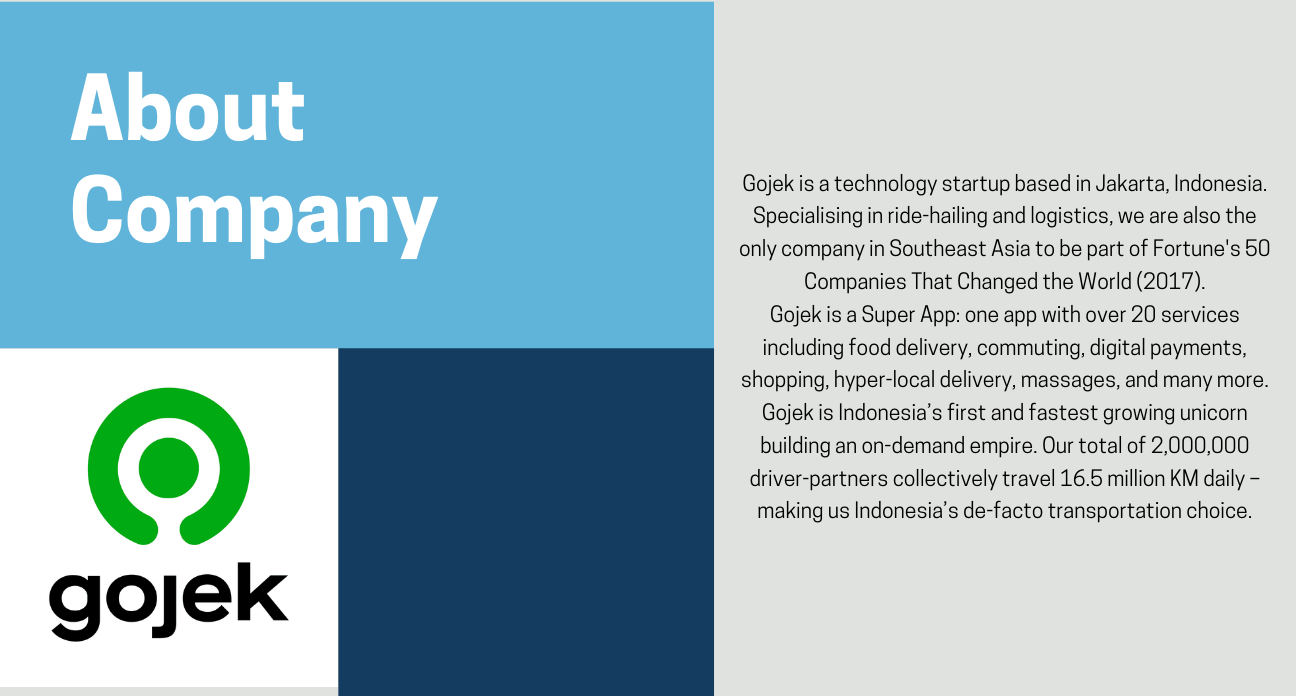 About
Company
gojek
Gojek is a technology startup based in Jakarta, Indonesia.
Specialising in ride-hailing and logistics, we are also the
only company in Southeast Asia to be part of Fortune's 50
Companies That Changed the World (2017).
Gojek is a Super App: one app with over 20 services
including food delivery, commuting, digital payments,
shopping, hyper-local delivery, massages, and many more.
Gojek is Indonesia’s first and fastest growing unicorn
building an on-demand empire. Our total of 2,000,000
driver-partners collectively travel 16.5 million KM daily –
making us Indonesia’s de-facto transportation choice.